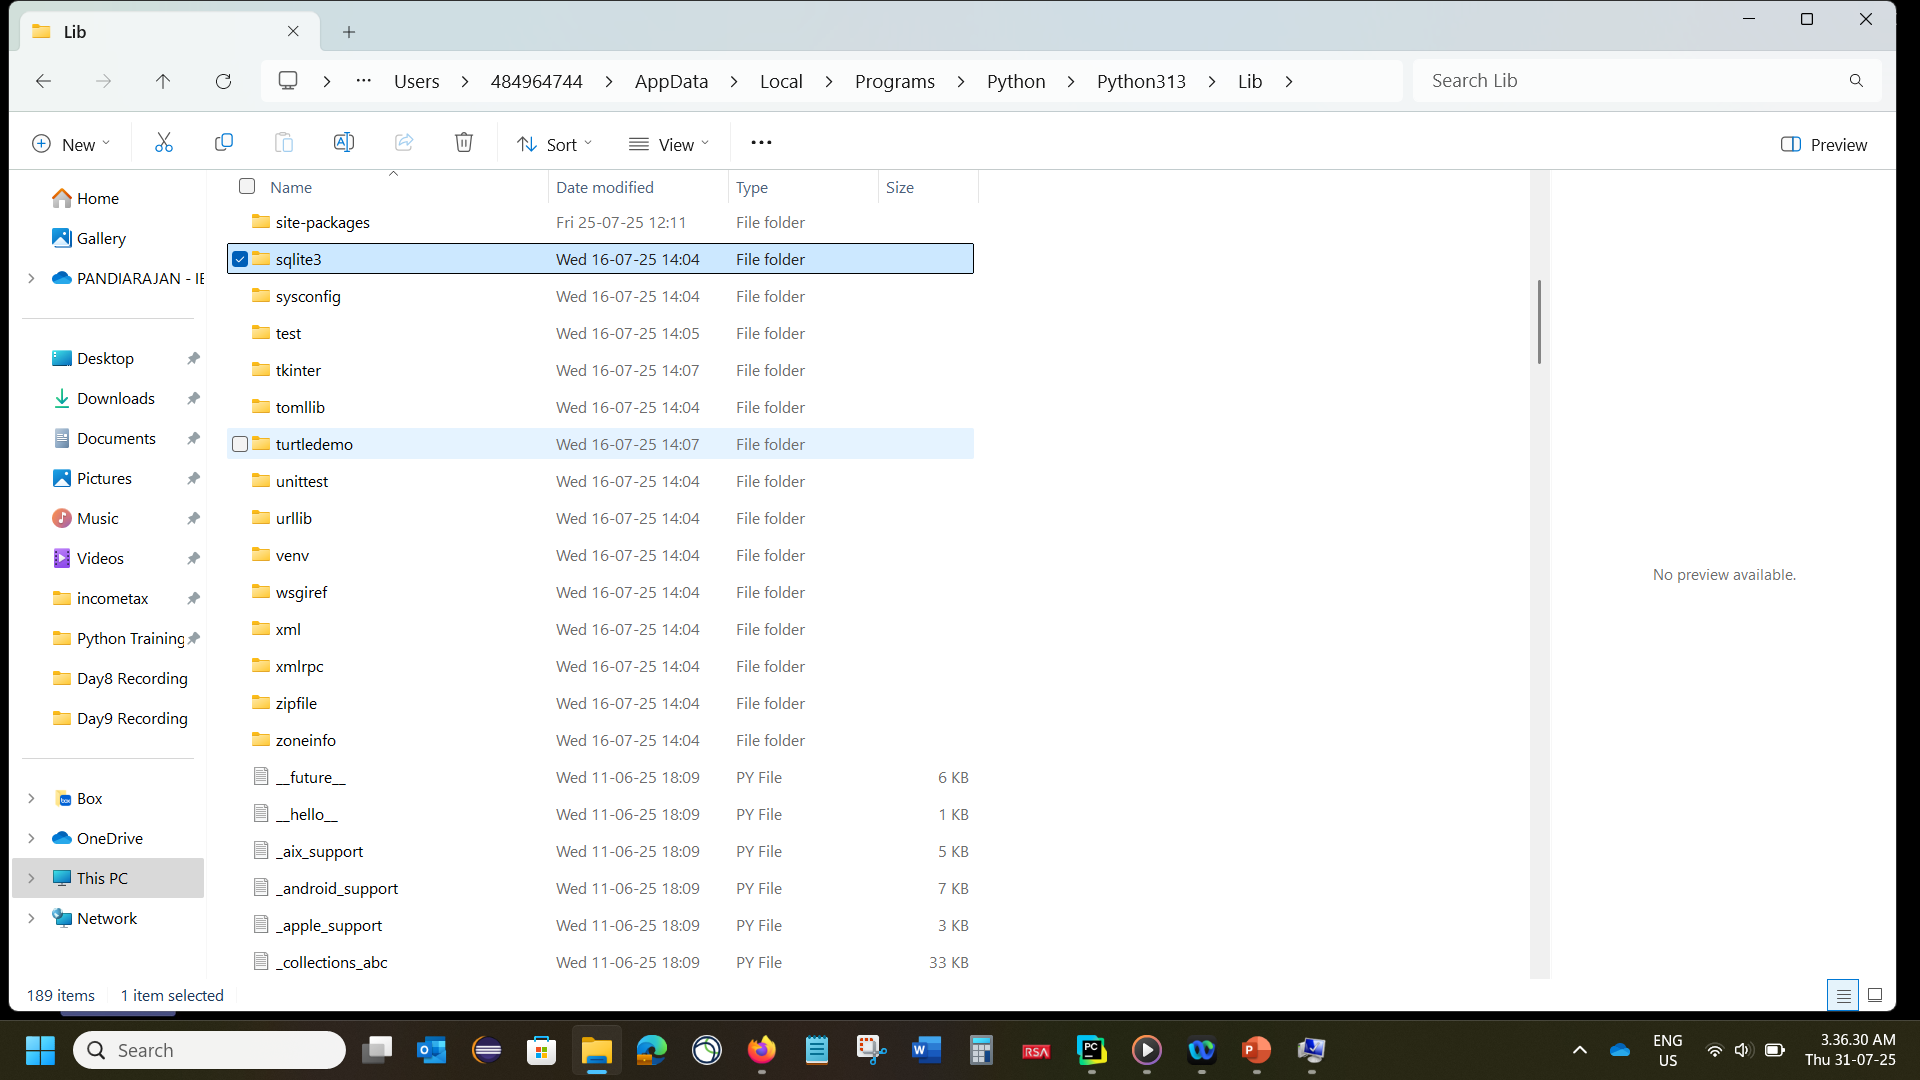 Lib
Users
484964744
AppData
Local
Programs
Python
Python313
Lib
Search Lib
New
Sort
View
Preview
Name
Date modified
Type
Size
Home
Gallery
PANDIARAJAN - IE
Desktop
Downloads
Documents
Pictures
Music
Videos
incometax
Python Training
Day8 Recording
Day9 Recording
Box
OneDrive
This PC
Network
site-packages Fri 25-07-25 12:11 File folder
sqlite3 Wed 16-07-25 14:04 File folder
sysconfig Wed 16-07-25 14:04 File folder
test Wed 16-07-25 14:05 File folder
tkinter Wed 16-07-25 14:07 File folder
tomllib Wed 16-07-25 14:04 File folder
turtledemo Wed 16-07-25 14:07 File folder
unittest Wed 16-07-25 14:04 File folder
urllib Wed 16-07-25 14:04 File folder
venv Wed 16-07-25 14:04 File folder
wsgiref Wed 16-07-25 14:04 File folder
xml Wed 16-07-25 14:04 File folder
xmlrpc Wed 16-07-25 14:04 File folder
zipfile Wed 16-07-25 14:04 File folder
zoneinfo Wed 16-07-25 14:04 File folder
__future__ Wed 11-06-25 18:09 PY File 6 KB
__hello__ Wed 11-06-25 18:09 PY File 1 KB
_aix_support Wed 11-06-25 18:09 PY File 5 KB
_android_support Wed 11-06-25 18:09 PY File 7 KB
_apple_support Wed 11-06-25 18:09 PY File 3 KB
_collections_abc Wed 11-06-25 18:09 PY File 33 KB
No preview available.
189 items
1 item selected
Search
RSA
PC
ENG
US
3.36.30 AM
Thu 31-07-25